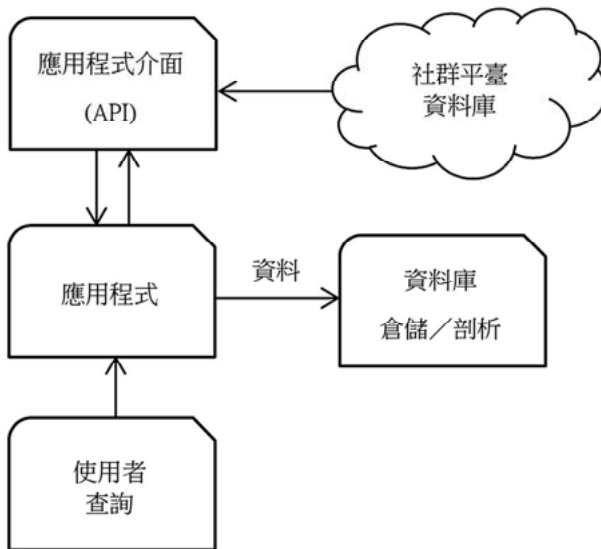 應用程式介面
(API)
社群平臺
資料庫
應用程式
資料
資料庫
倉儲／剖析
使用者
查詢